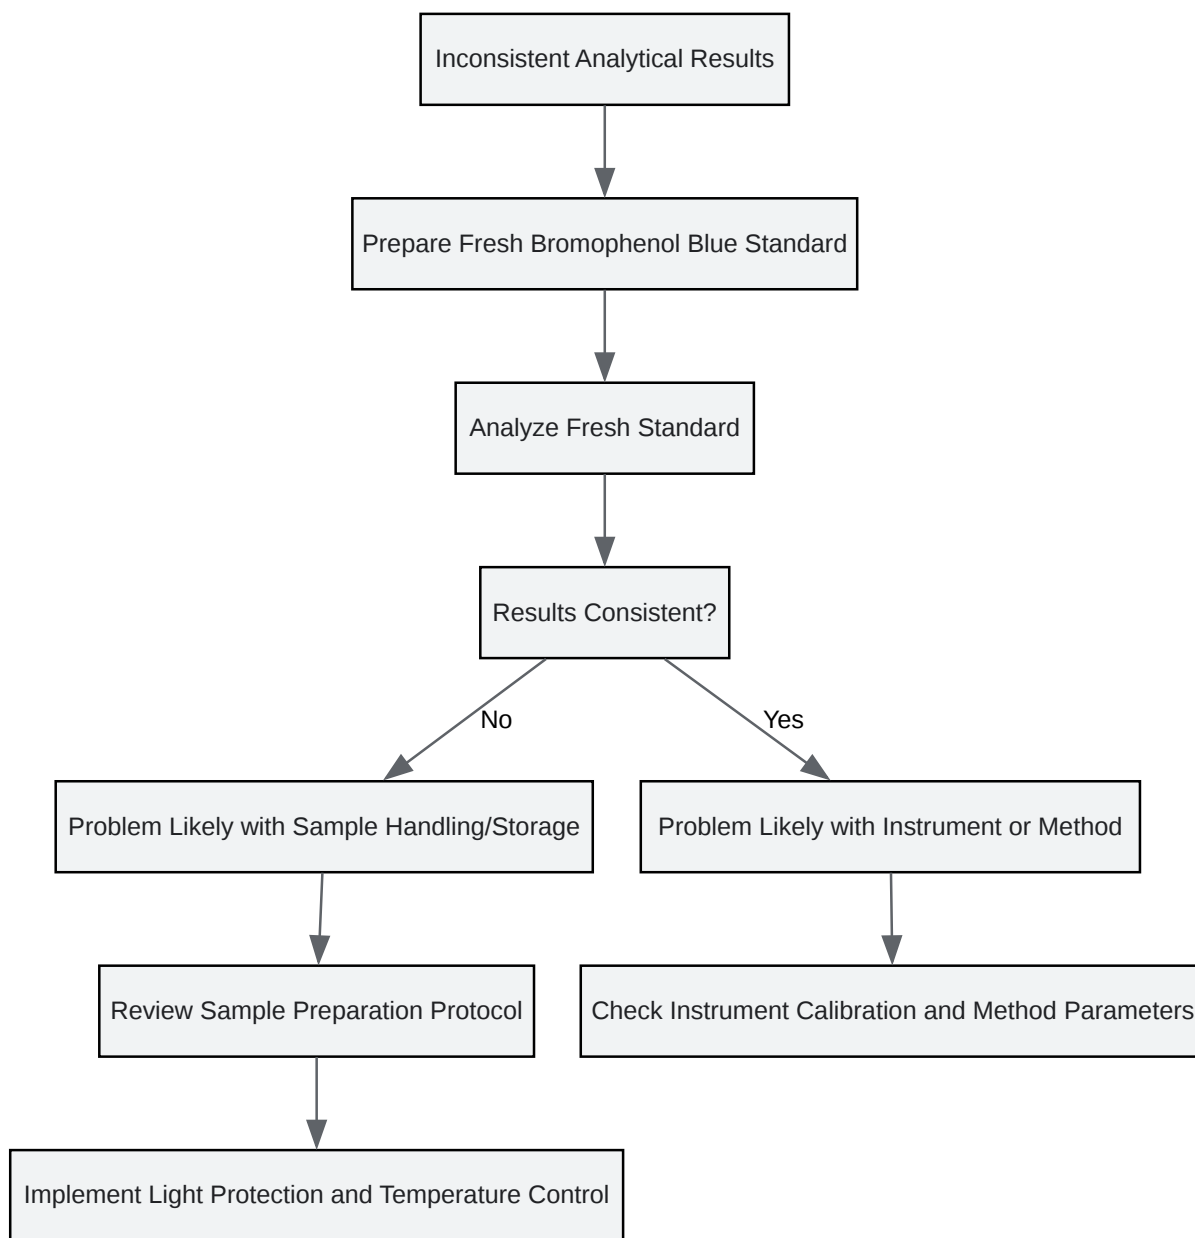 Inconsistent Analytical Results
Prepare Fresh Bromophenol Blue Standard
Analyze Fresh Standard
Results Consistent?
No
Yes
Problem Likely with Sample Handling/Storage
Problem Likely with Instrument or Method
Review Sample Preparation Protocol
Check Instrument Calibration and Method Parameters
Implement Light Protection and Temperature Control